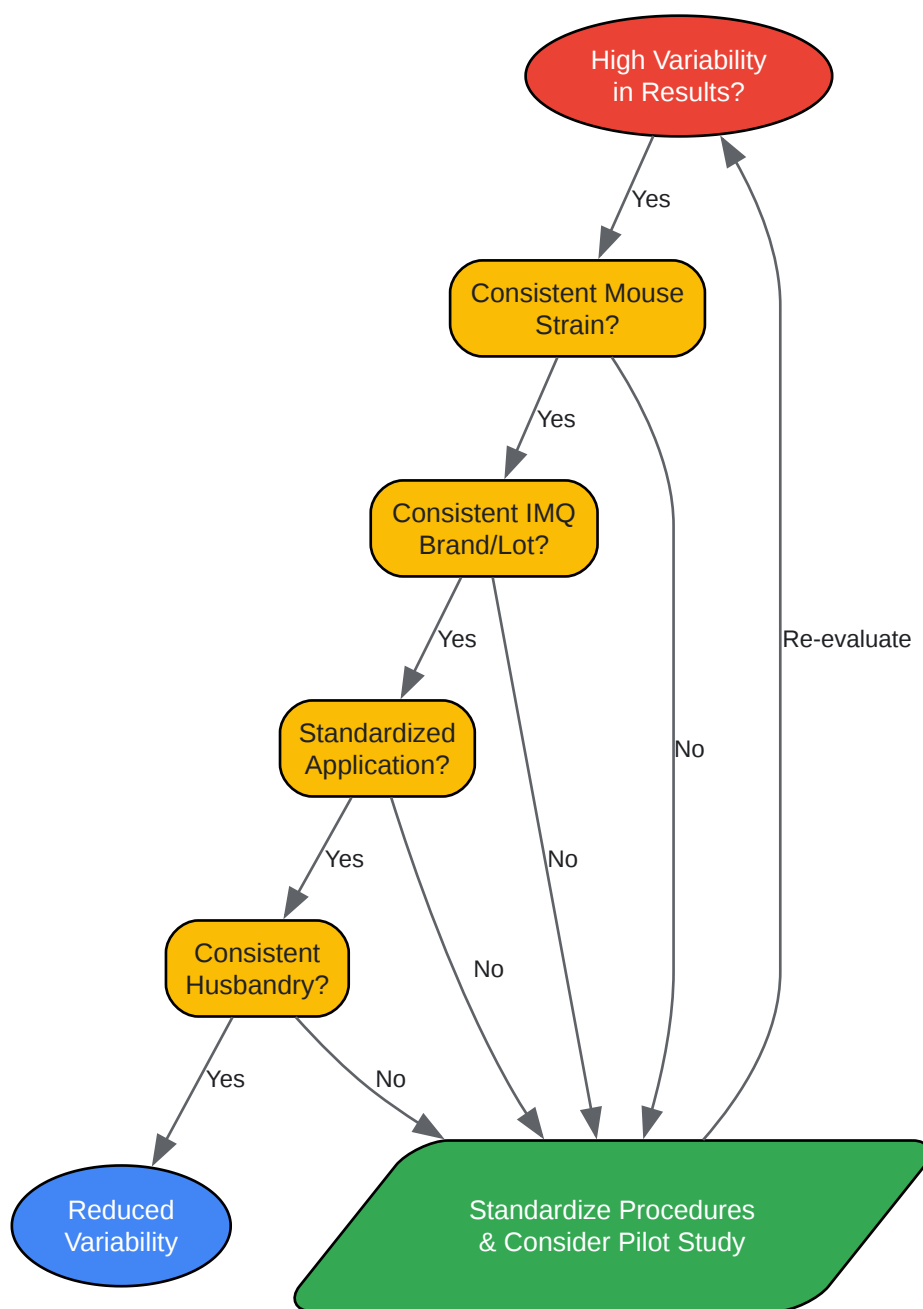 High Variability
in Results?
Yes
Consistent Mouse
Strain?
Yes
Consistent IMQ
Brand/Lot?
Yes
Re-evaluate
Standardized
Application?
No
Yes
No
Consistent
Husbandry?
No
Yes
No
Reduced
Variability
Standardize Procedures
& Consider Pilot Study